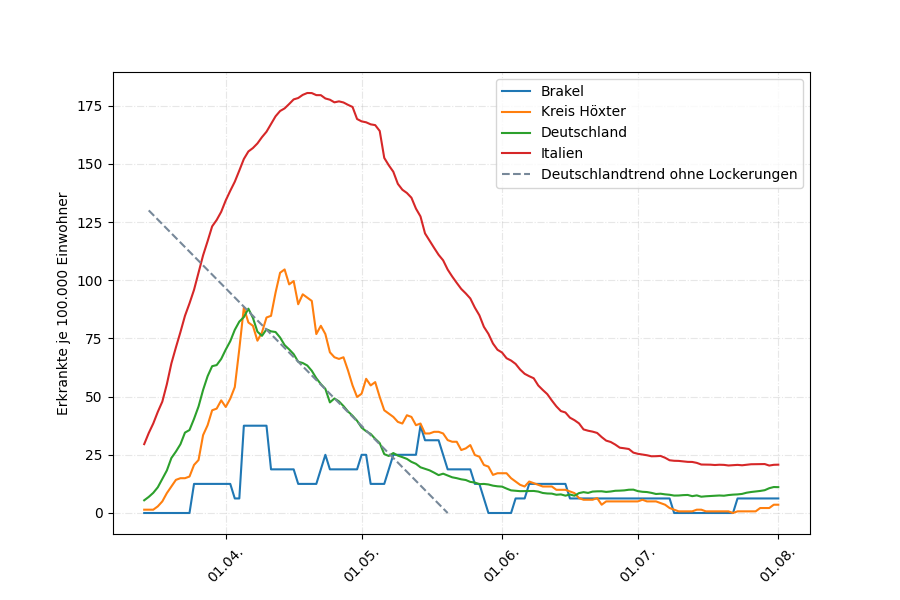 Erkrankte je 100.000 Einwohner
175
150
125
100
75
50
25
0
Brakel
Kreis Höxter
Deutschland
Italien
Deutschlandtrend ohne Lockerungen
01.04.
01.05.
01.06.
01.07.
01.08.